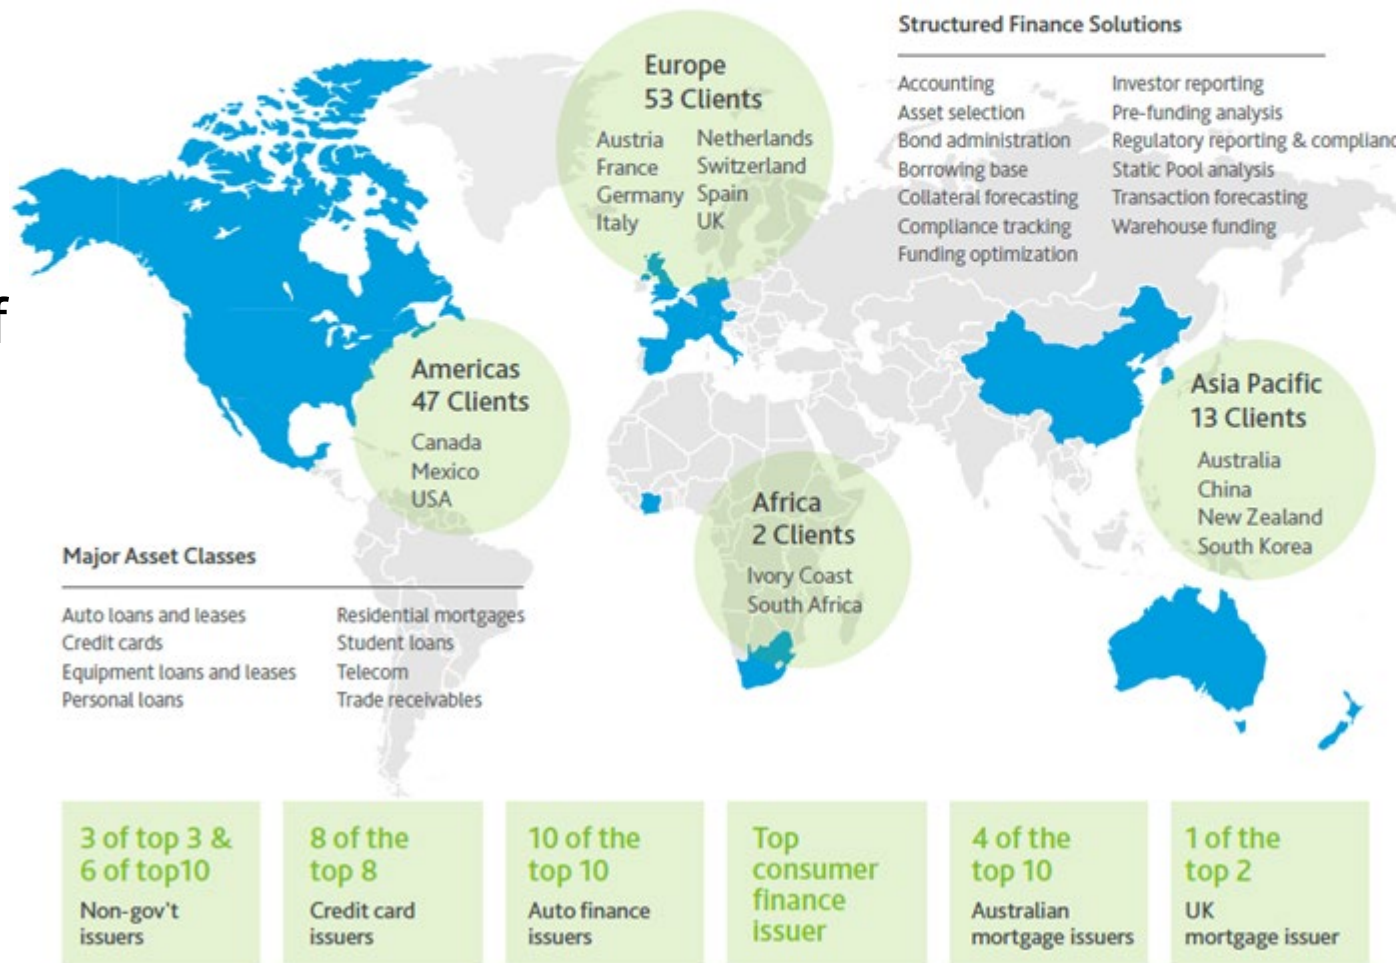 Structured Finance Solutions
Accounting
Asset selection
Bond administration
Borrowing base
Collateral forecasting
Compliance tracking
Funding optimization
Investor reporting
Pre-funding analysis
Regulatory reporting & complianc
Static Pool analysis
Transaction forecasting
Warehouse funding
Europe
53 Clients
Austria
France
Germany
Italy
Netherlands
Switzerland
Spain
UK
f
Americas
47 Clients
Canada
Mexico
USA
Asia Pacific
13 Clients
Australia
China
New Zealand
South Korea
Africa
2 Clients
Ivory Coast
South Africa
Major Asset Classes
Auto loans and leases
Credit cards
Equipment loans and leases
Personal loans
Residential mortgages
Student loans
Telecom
Trade receivables
3 of top 3 &
6 of top10
Non-gov't
issuers
8 of the
top 8
Credit card
issuers
10 of the
top 10
Auto finance
issuers
Top
consumer
finance
issuer
4 of the
top 10
Australian
mortgage issuers
1 of the
top 2
UK
mortgage issuer